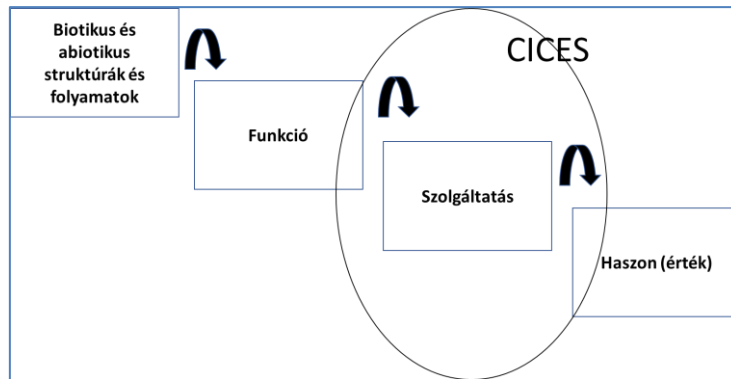 Biotikus és
abiotikus
struktúrák és
folyamatok
CICES
Funkció
Szolgáltatás
Haszon (érték)